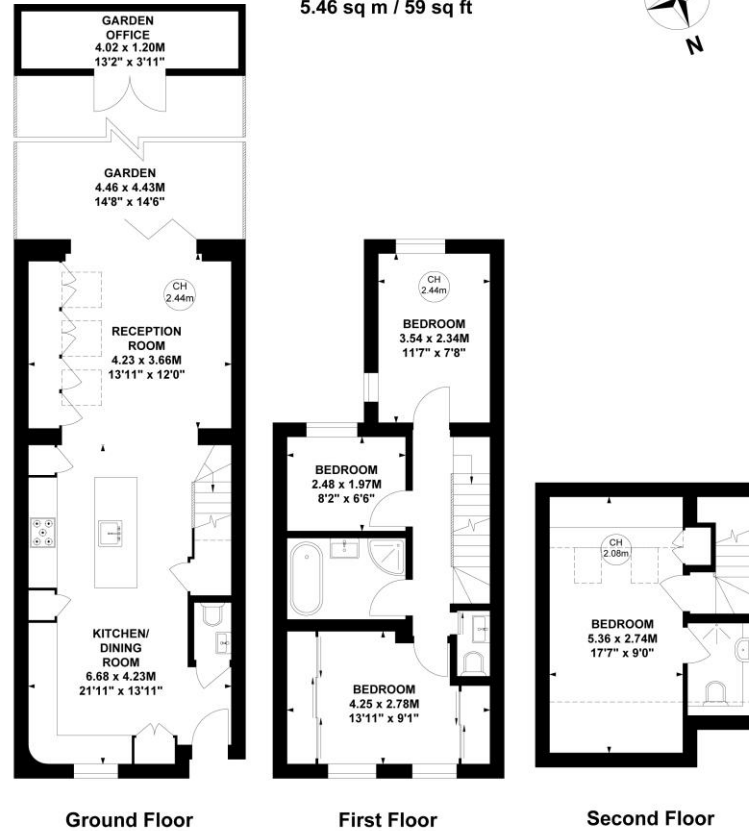 5.46 sq m / 59 sq ft
N
GARDEN
OFFICE
4.02 x 1.20M
13'2" x 3'11"
GARDEN
4.46 x 4.43M
14'8" x 14'6"
CH
2.44m
RECEPTION
ROOM
4.23 x 3.66M
13'11" x 12'0"
KITCHEN/
DINING
ROOM
6.68 x 4.23M
21'11" x 13'11"
Ground Floor
CH
2.44m
BEDROOM
3.54 x 2.34M
11'7" x 7'8"
BEDROOM
2.48 x 1.97M
8'2" x 6'6"
BEDROOM
4.25 x 2.78M
13'11" x 9'1"
First Floor
CH
2.08m
BEDROOM
5.36 x 2.74M
17'7" x 9'0"
Second Floor